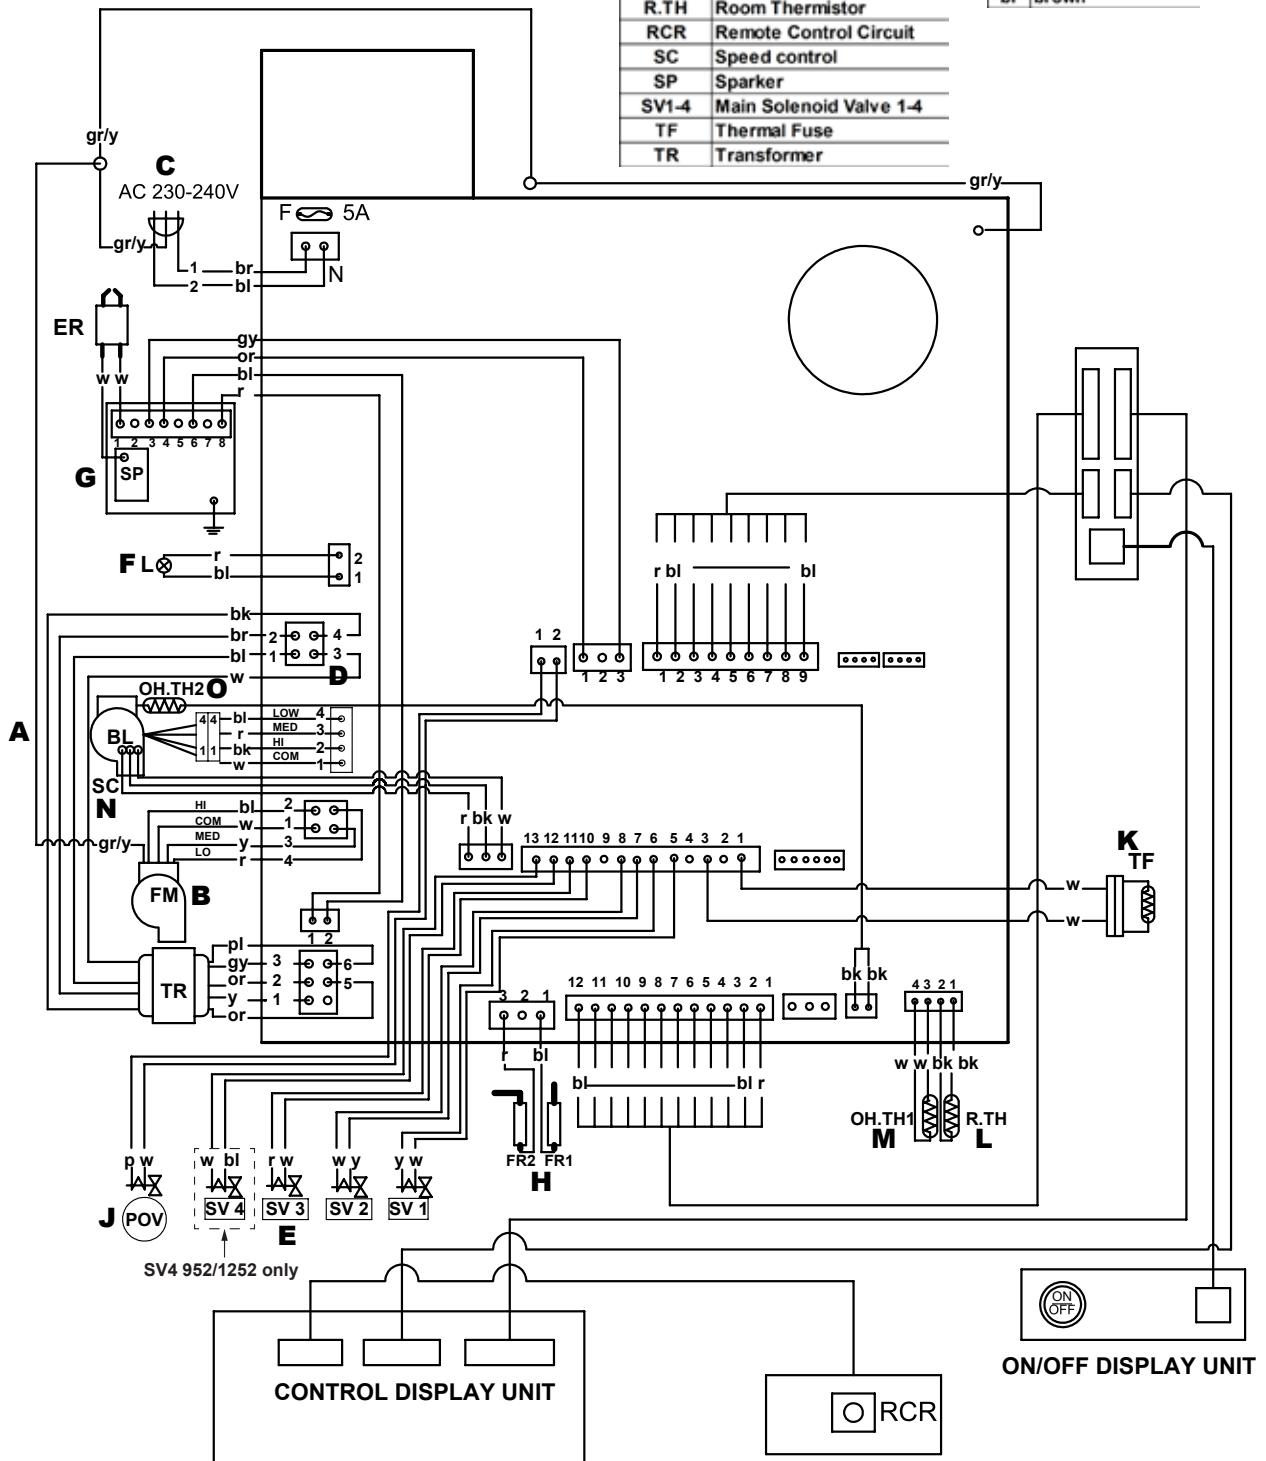 R.TH Room Thermistor
RCR Remote Control Circuit
SC Speed control
SP Sparker
SV1-4 Main Solenoid Valve 1-4
TF Thermal Fuse
TR Transformer
gr/y
C
AC 230-240V
gr/y
F 5A
gr/y
1 br
2 bl
N
ER
w w
gy
or
bl
r
1 2 3 4 5 6 7 8
G
SP
F L
r 2
bl 1
r bl bl
bk
br 2 4
bl 1 3
w
D
1 2
1 2 3
1 2 3 4 5 6 7 8 9
OH.TH2 O
A
BL
4 4 bl LOW 4
r MED 3
bk HI 2
1 1 w COM 1
SC
N
HI bl 2
COM w 1
MED y 3
LO r 4
gr/y
r bk w
13 12 11 10 9 8 7 6 5 4 3 2 1
K
TF
w
w
FM B
1 2
TR
pl
gy 3 6
or 2 5
y 1
or
bk bk
3 2 1
12 11 10 9 8 7 6 5 4 3 2 1
4 3 2 1
r bl
bl bl r
w w bk bk
OH.TH1 R.TH
M L
FR2 FR1
H
p w
w bl
r w
w y
y w
J POV
SV 4
SV 3
SV 2
SV 1
E
SV4 952/1252 only
ON
OFF
ON/OFF DISPLAY UNIT
CONTROL DISPLAY UNIT
RCR